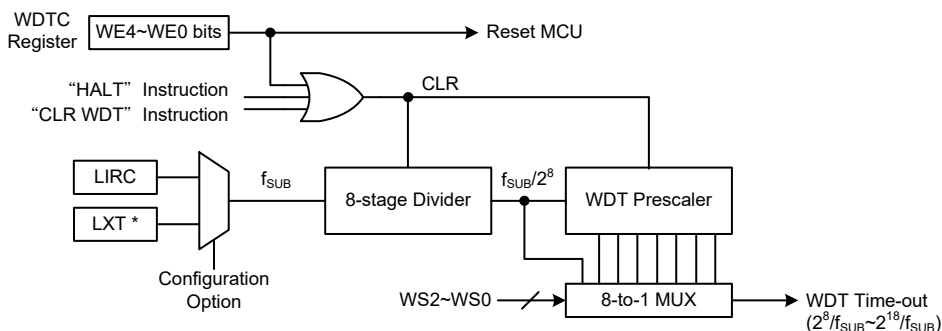 WDTC
Register
WE4~WE0 bits
Reset MCU
“HALT” Instruction
“CLR WDT” Instruction
CLR
LIRC
LXT *
fSUB
8-stage Divider
fSUB/2⁸
WDT Prescaler
Configuration
Option
WS2~WS0
8-to-1 MUX
WDT Time-out
(2⁸/fSUB~2¹⁸/fSUB)